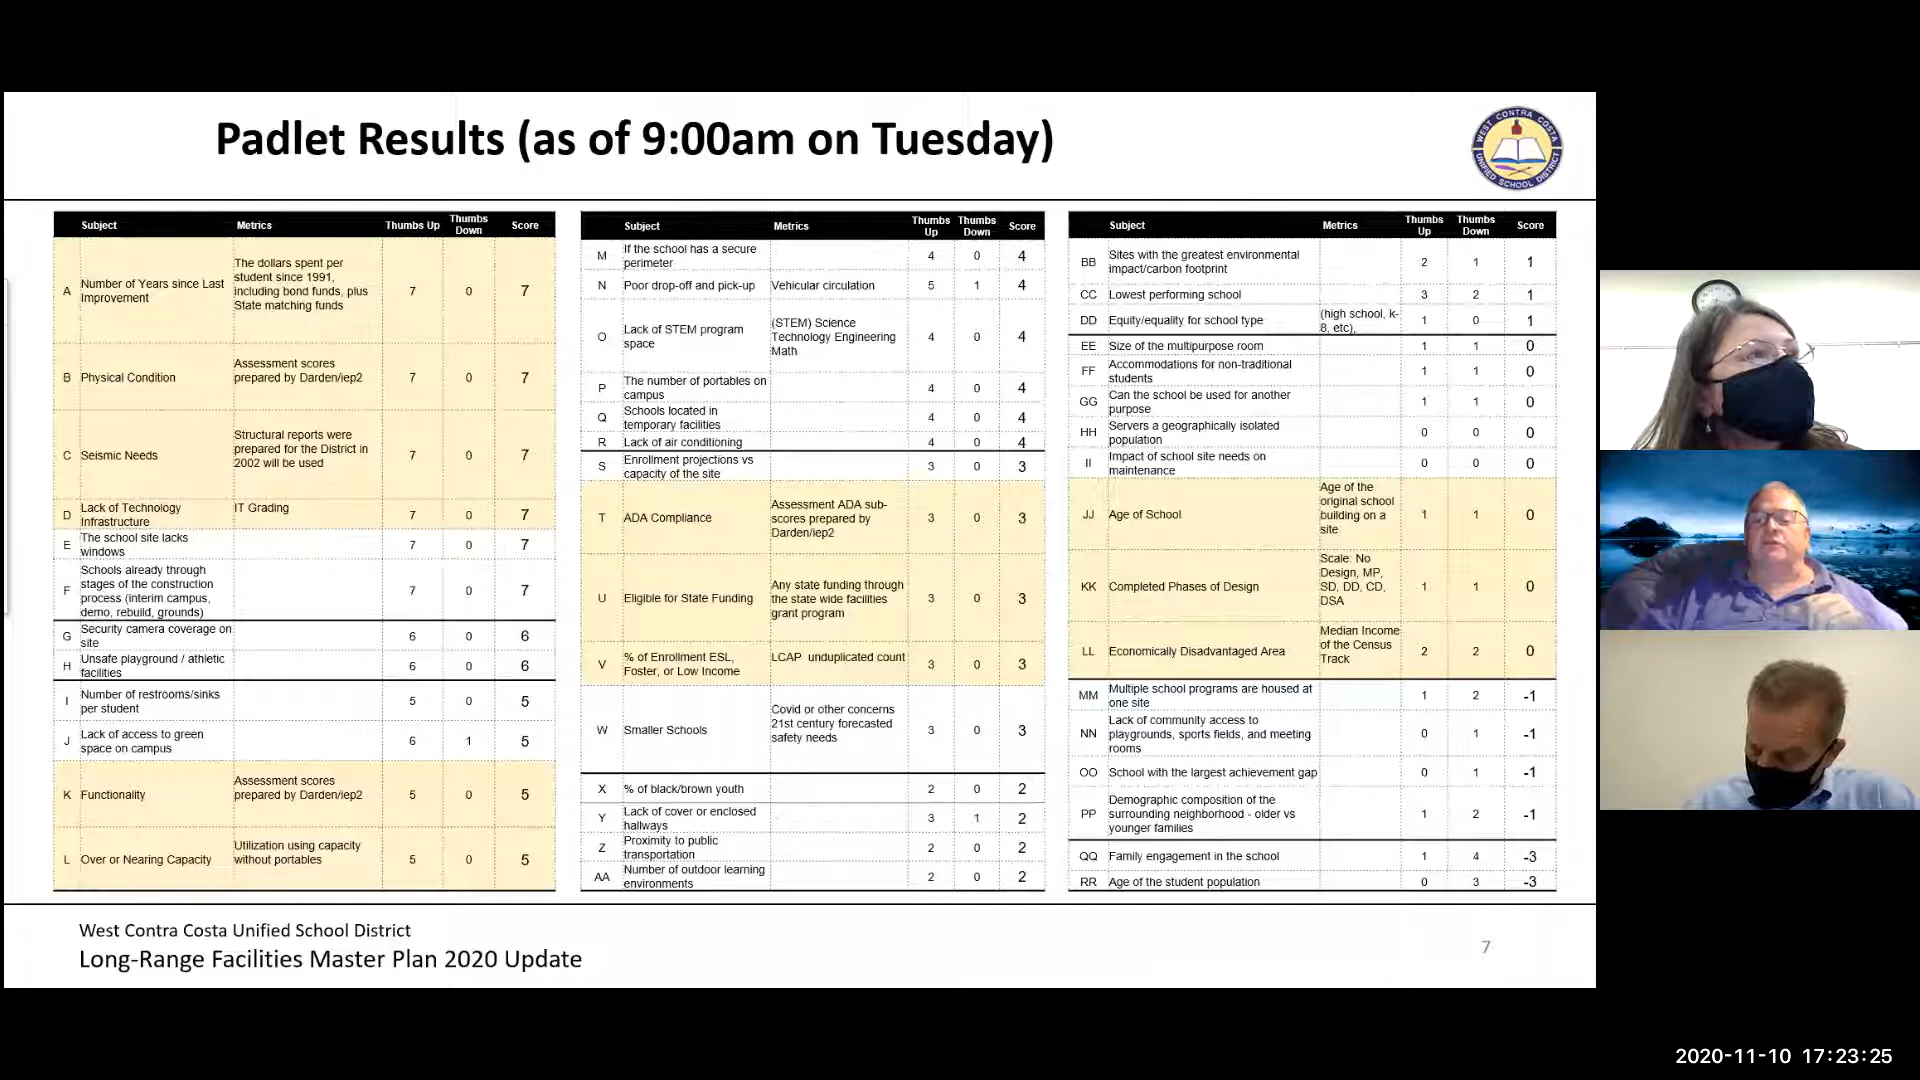 Padlet Results (as of 9:00am on Tuesday)
WEST CONTRA COSTA
UNIFIED SCHOOL DISTRICT
Subject Metrics Thumbs Up Thumbs Down Score
A Number of Years since Last Improvement The dollars spent per student since 1991, including bond funds, plus State matching funds 7 0 7
B Physical Condition Assessment scores prepared by Darden/iep2 7 0 7
C Seismic Needs Structural reports were prepared for the District in 2002 will be used 7 0 7
D Lack of Technology Infrastructure IT Grading 7 0 7
E The school site lacks windows 7 0 7
F Schools already through stages of the construction process (interim campus, demo, rebuild, grounds) 7 0 7
G Security camera coverage on site 6 0 6
H Unsafe playground / athletic facilities 6 0 6
I Number of restrooms/sinks per student 5 0 5
J Lack of access to green space on campus 6 1 5
K Functionality Assessment scores prepared by Darden/iep2 5 0 5
L Over or Nearing Capacity Utilization using capacity without portables 5 0 5
Subject Metrics Thumbs Up Thumbs Down Score
M If the school has a secure perimeter 4 0 4
N Poor drop-off and pick-up Vehicular circulation 5 1 4
O Lack of STEM program space (STEM) Science Technology Engineering Math 4 0 4
P The number of portables on campus 4 0 4
Q Schools located in temporary facilities 4 0 4
R Lack of air conditioning 4 0 4
S Enrollment projections vs capacity of the site 3 0 3
T ADA Compliance Assessment ADA sub-scores prepared by Darden/iep2 3 0 3
U Eligible for State Funding Any state funding through the state wide facilities grant program 3 0 3
V % of Enrollment ESL, Foster, or Low Income LCAP unduplicated count 3 0 3
W Smaller Schools Covid or other concerns 21st century forecasted safety needs 3 0 3
X % of black/brown youth 2 0 2
Y Lack of cover or enclosed hallways 3 1 2
Z Proximity to public transportation 2 0 2
AA Number of outdoor learning environments 2 0 2
Subject Metrics Thumbs Up Thumbs Down Score
BB Sites with the greatest environmental impact/carbon footprint 2 1 1
CC Lowest performing school 3 2 1
DD Equity/equality for school type (high school, k-8, etc), 1 0 1
EE Size of the multipurpose room 1 1 0
FF Accommodations for non-traditional students 1 1 0
GG Can the school be used for another purpose 1 1 0
HH Servers a geographically isolated population 0 0 0
II Impact of school site needs on maintenance 0 0 0
JJ Age of School Age of the original school building on a site 1 1 0
KK Completed Phases of Design Scale: No Design, MP, SD, DD, CD, DSA 1 1 0
LL Economically Disadvantaged Area Median Income of the Census Track 2 2 0
MM Multiple school programs are housed at one site 1 2 -1
NN Lack of community access to playgrounds, sports fields, and meeting rooms 0 1 -1
OO School with the largest achievement gap 0 1 -1
PP Demographic composition of the surrounding neighborhood - older vs younger families 1 2 -1
QQ Family engagement in the school 1 4 -3
RR Age of the student population 0 3 -3
West Contra Costa Unified School District
Long-Range Facilities Master Plan 2020 Update
7
2020-11-10 17:23:25